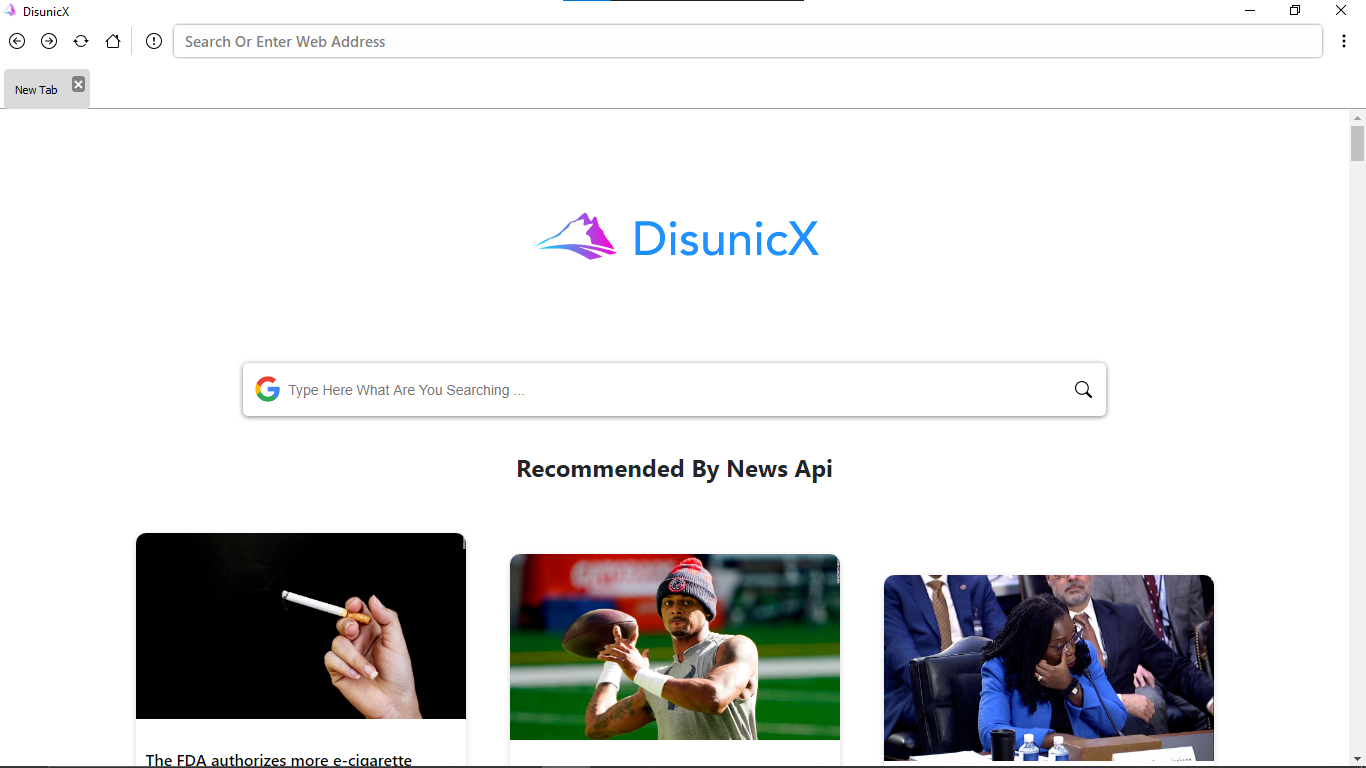 DisunicX
Search Or Enter Web Address
New Tab
DisunicX
Type Here What Are You Searching ...
Recommended By News Api
The FDA authorizes more e-cigarette